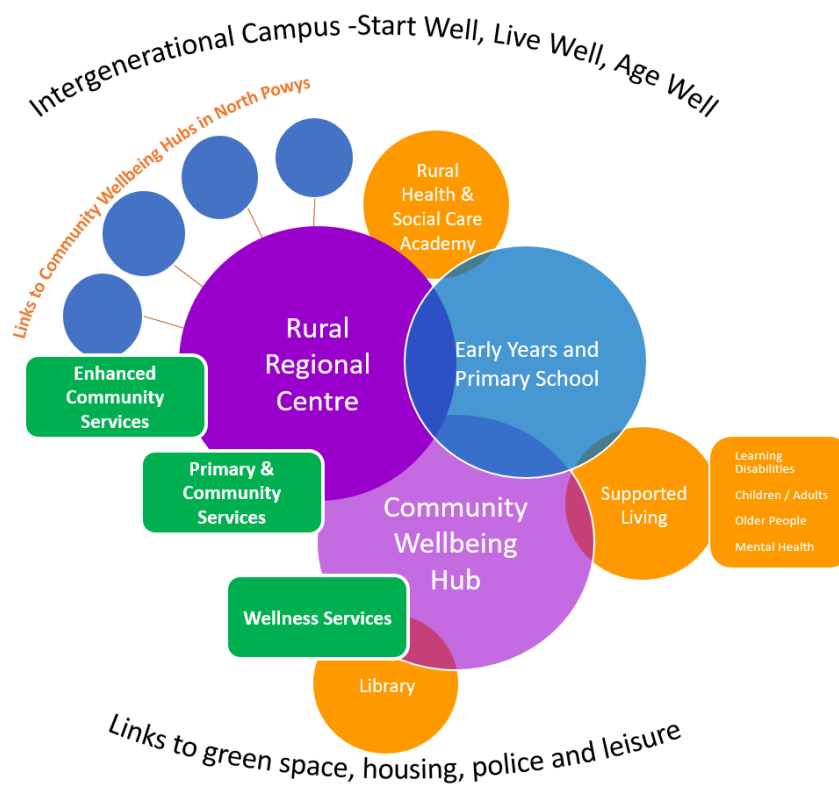 Intergenerational Campus -Start Well, Live Well, Age Well
Links to Community Wellbeing Hubs in North Powys
Rural
Health &
Social Care
Academy
Rural
Regional
Centre
Early Years and
Primary School
Enhanced
Community
Services
Primary &
Community
Services
Community
Wellbeing
Hub
Supported
Living
Learning
Disabilities
Children / Adults
Older People
Mental Health
Wellness Services
Library
Links to green space, housing, police and leisure